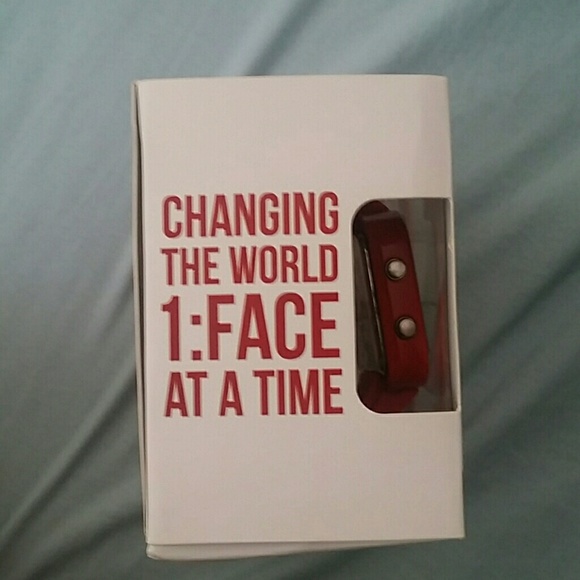 CHANGING
THE WORLD
1:FACE
AT A TIME